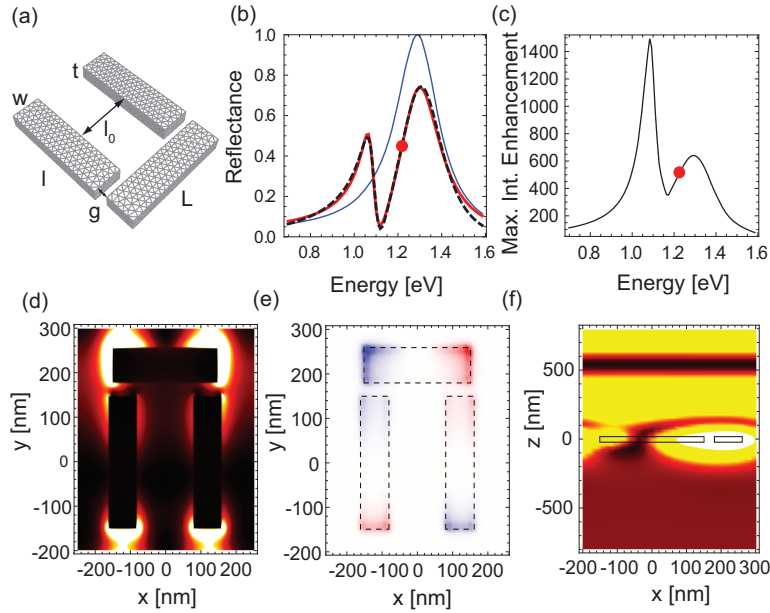 (a)
t
w
l₀
l
g
L
(b)
Reflectance
1.0
0.8
0.6
0.4
0.2
0.0
0.8 1.0 1.2 1.4 1.6
Energy [eV]
(c)
Max. Int. Enhancement
1400
1200
1000
800
600
400
200
0.8 1.0 1.2 1.4 1.6
Energy [eV]
(d)
y [nm]
300
200
100
0
-100
-200
-200 -100 0 100 200
x [nm]
(e)
y [nm]
300
200
100
0
-100
-200
-200 -100 0 100 200
x [nm]
(f)
z [nm]
500
0
-500
-200 -100 0 100 200 300
x [nm]